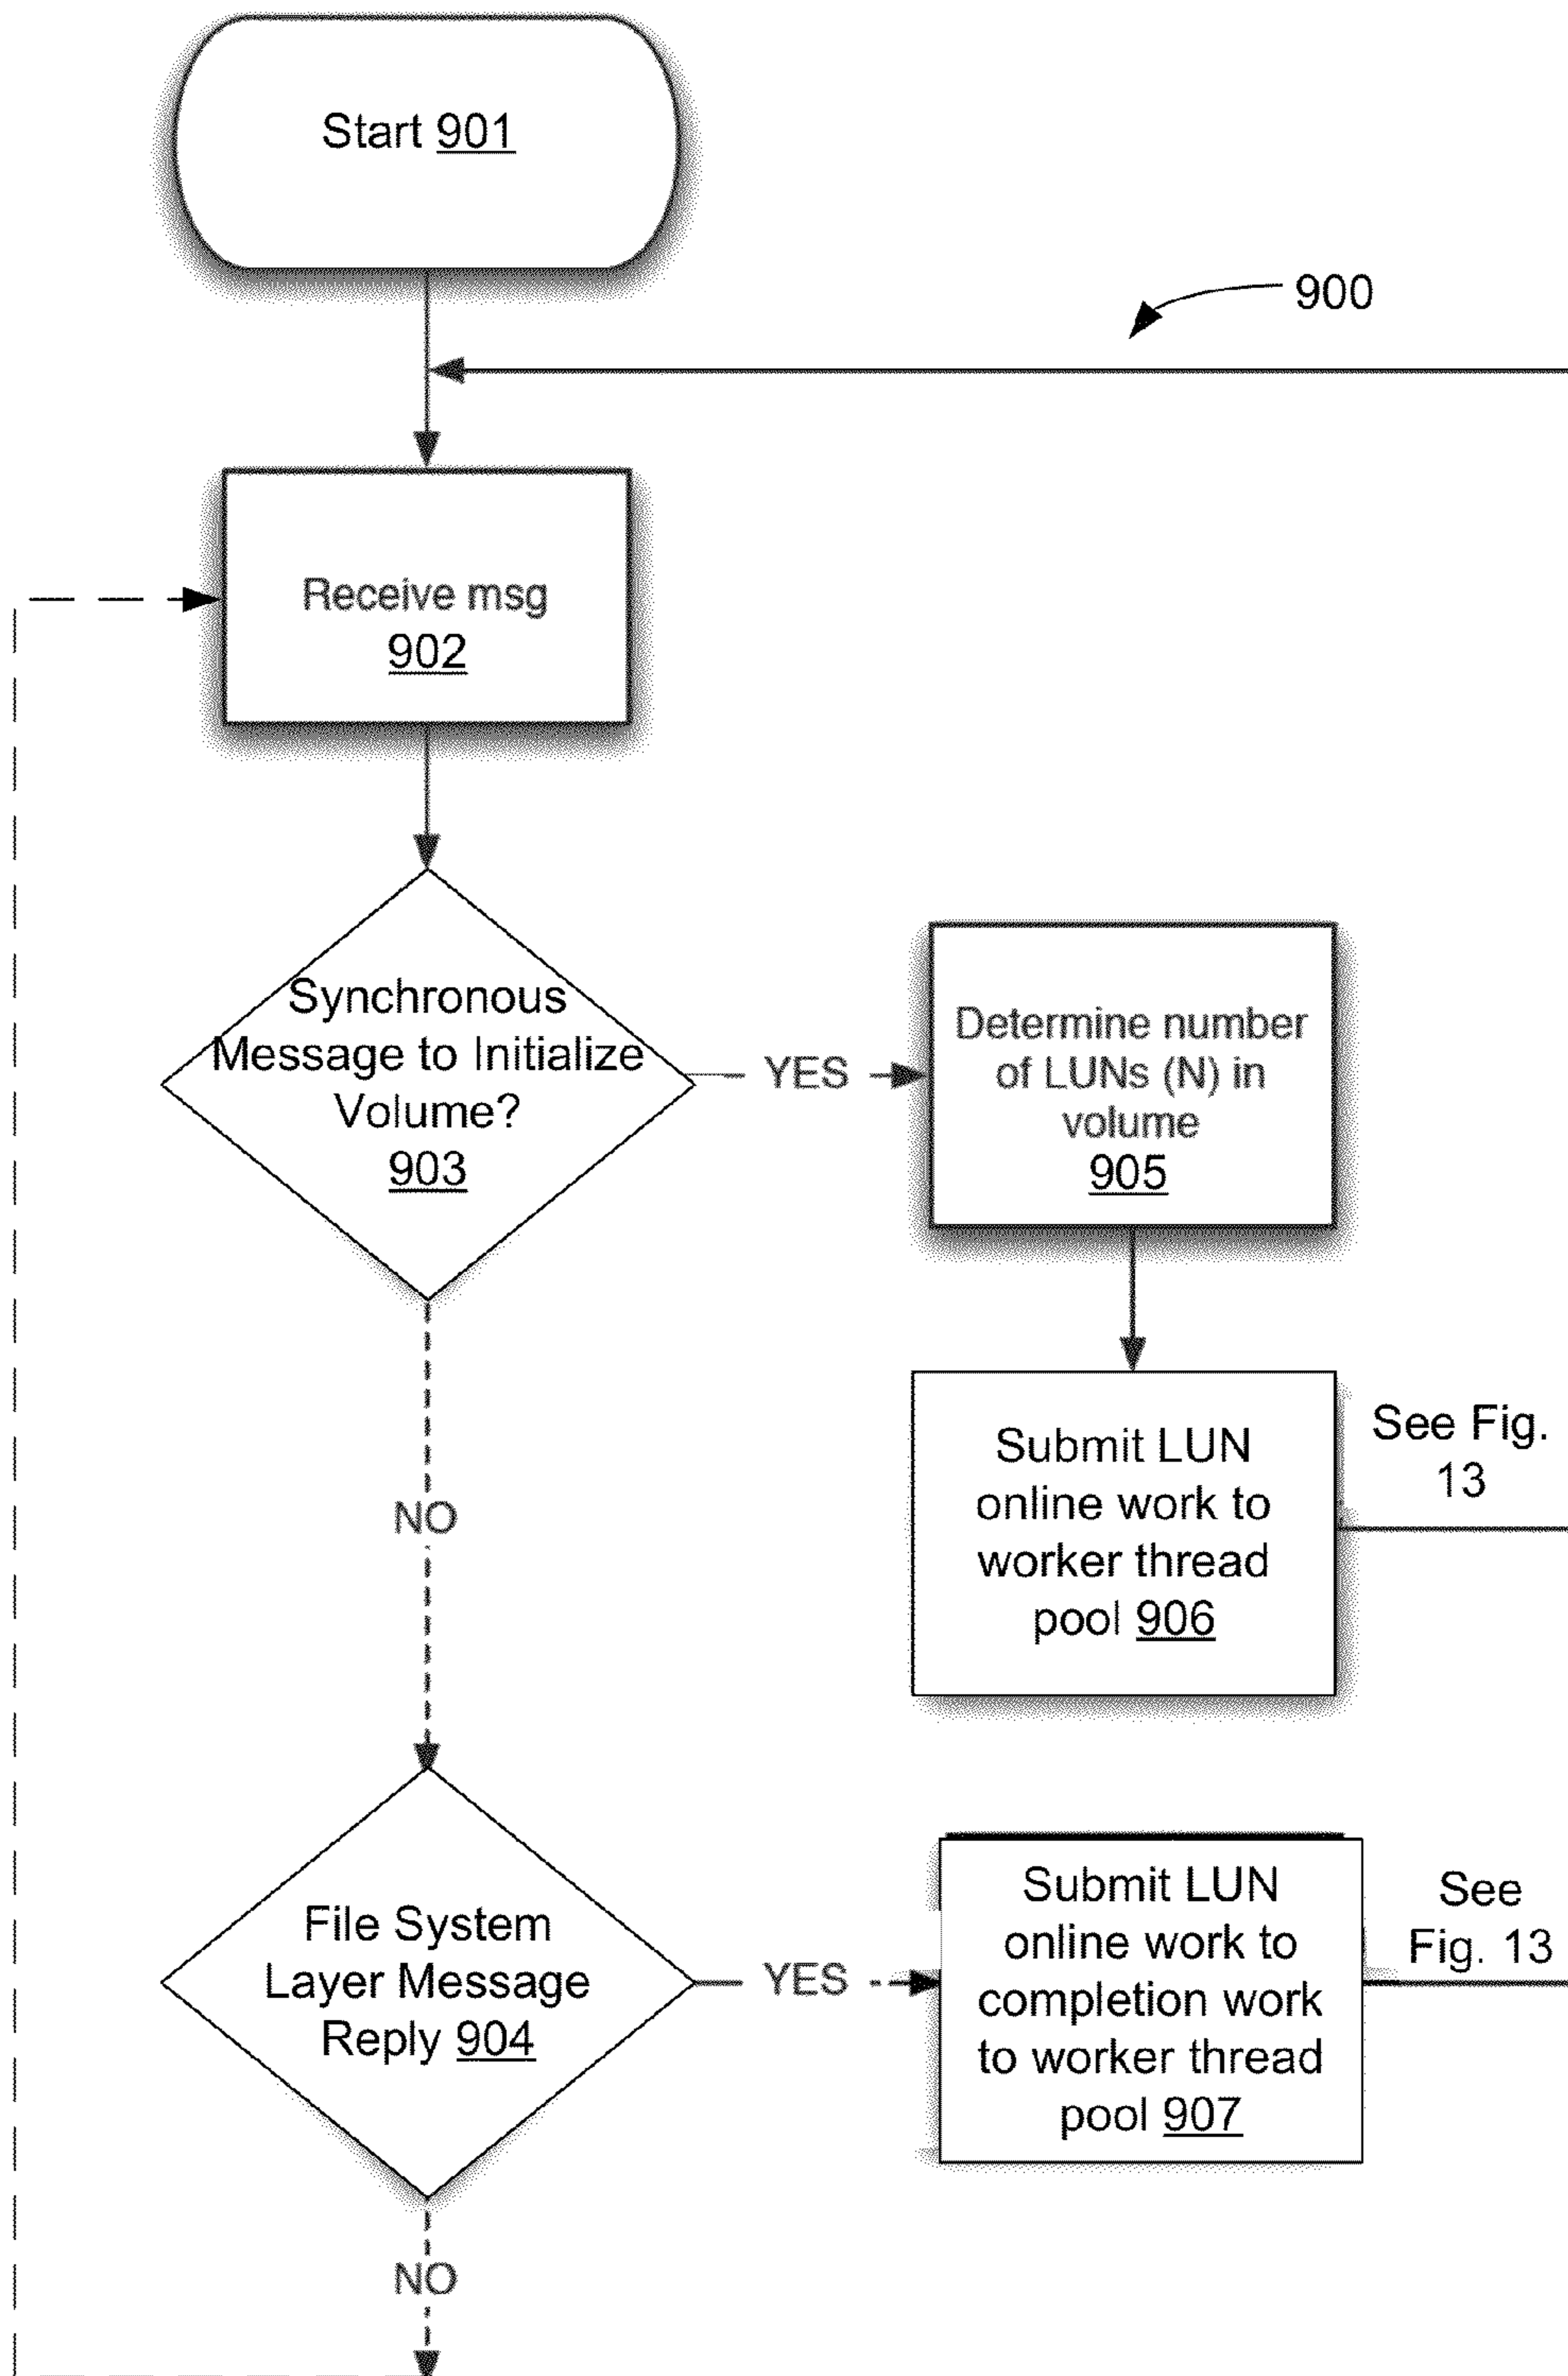 Start 901
900
Receive msg
902
Synchronous
Message to Initialize
Volume?
903
YES
Determine number
of LUNs (N) in
volume
905
NO
Submit LUN
online work to
worker thread
pool 906
See Fig.
13
File System
Layer Message
Reply 904
YES
Submit LUN
online work to
completion work
to worker thread
pool 907
See
Fig. 13
NO